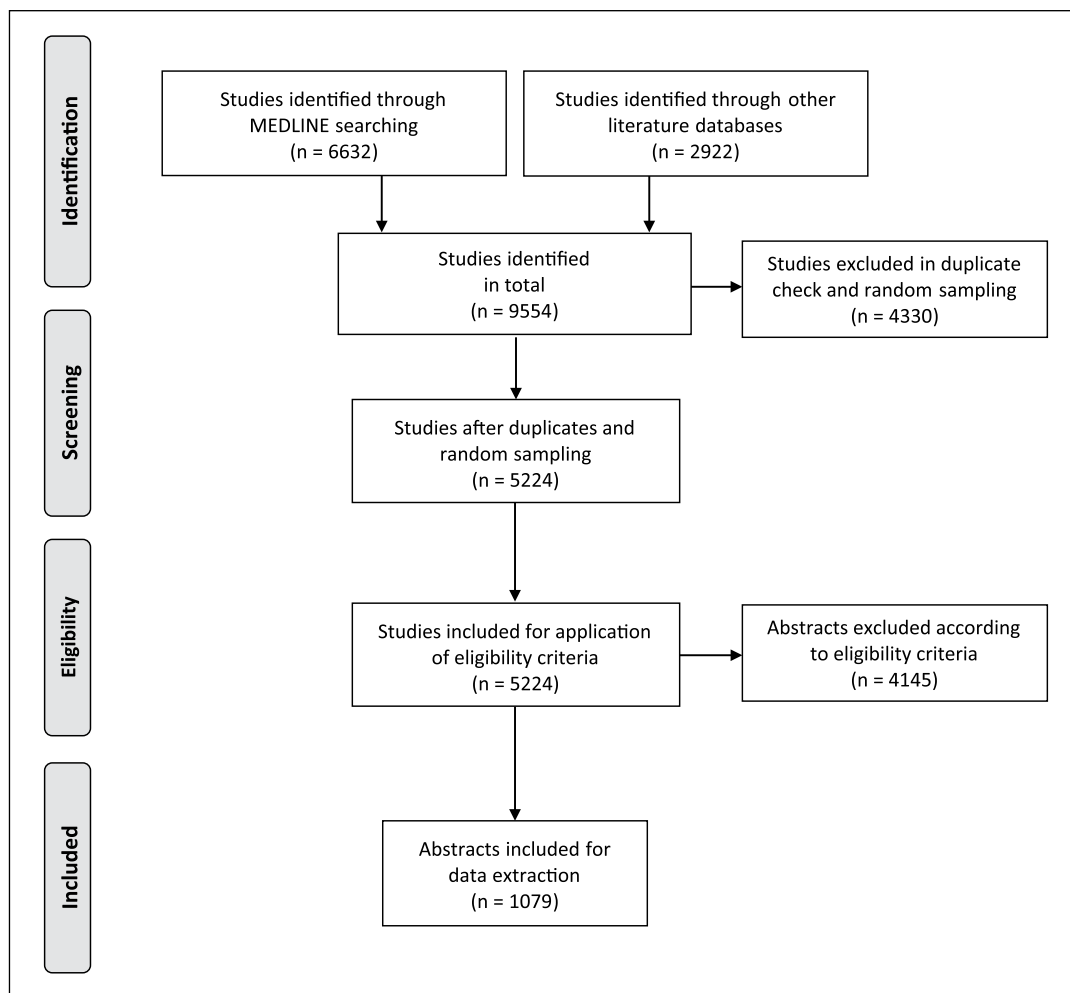 Identification
Studies identified through
MEDLINE searching
(n = 6632)
Studies identified through other
literature databases
(n = 2922)
Studies identified
in total
(n = 9554)
Studies excluded in duplicate
check and random sampling
(n = 4330)
Screening
Studies after duplicates and
random sampling
(n = 5224)
Eligibility
Studies included for application
of eligibility criteria
(n = 5224)
Abstracts excluded according
to eligibility criteria
(n = 4145)
Included
Abstracts included for
data extraction
(n = 1079)